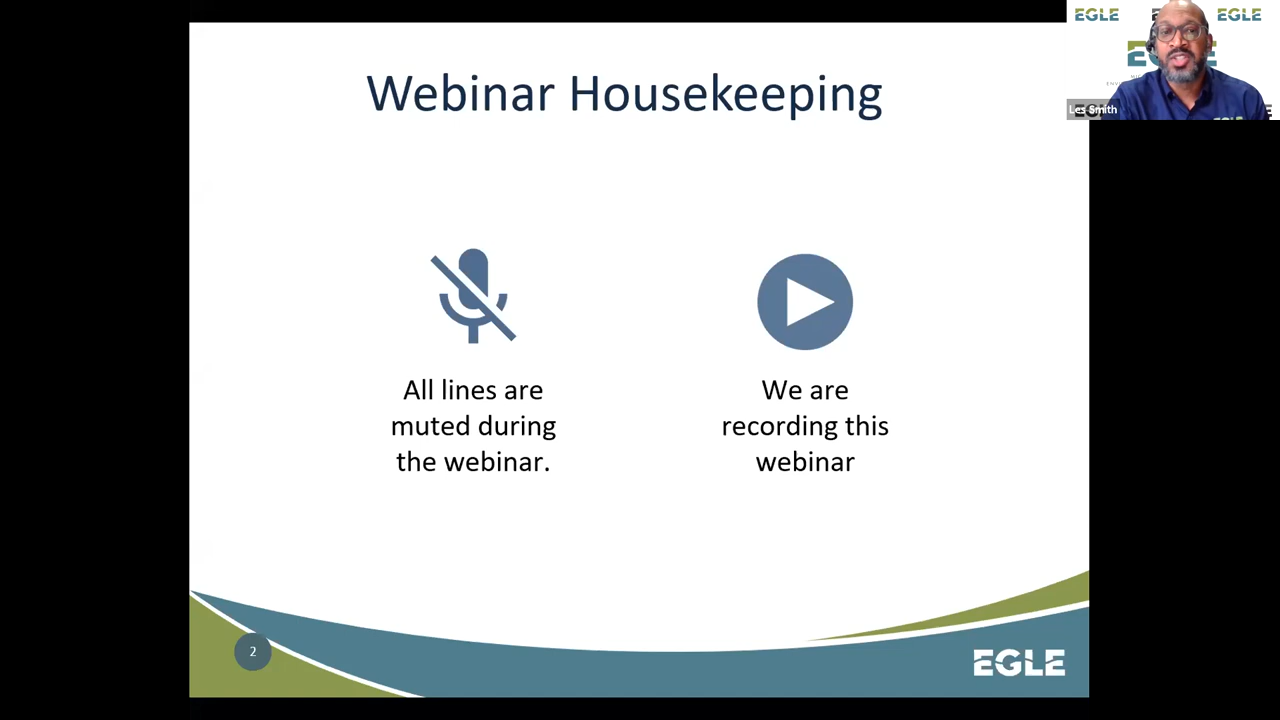 Webinar Housekeeping
All lines are
muted during
the webinar.
We are
recording this
webinar
2
EGLE
EGLE
EGLE
Les Smith
EGLE